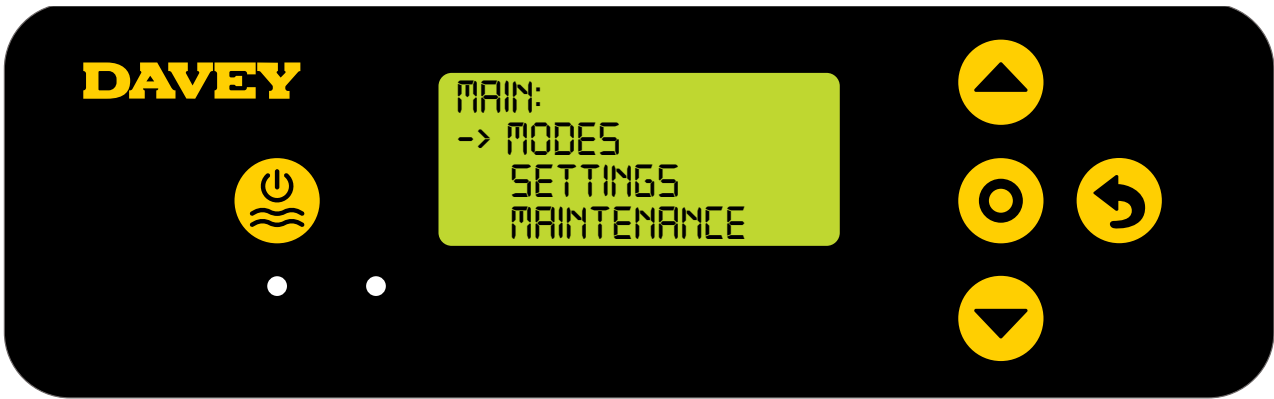 DAVEY
MAIN:
-> MODES
SETTINGS
MAINTENANCE